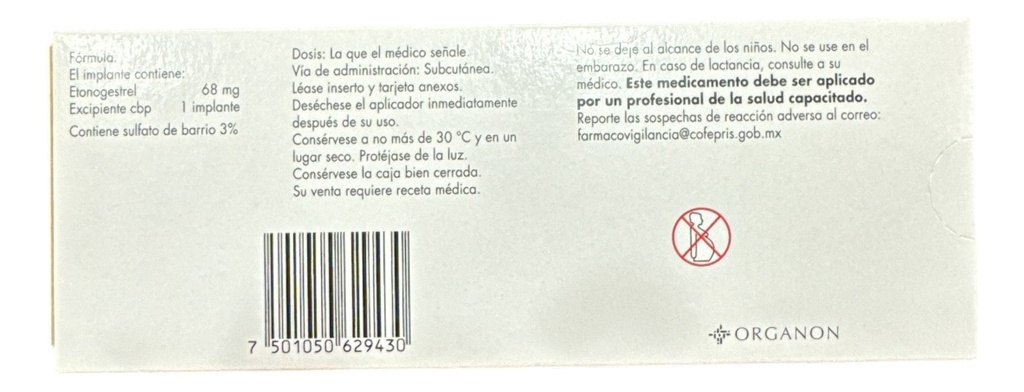 Fórmula:
El implante contiene:
Etonogestrel 68 mg
Excipiente cbp 1 implante
Contiene sulfato de barrio 3%
Dosis: La que el médico señale.
Vía de administración: Subcutánea.
Léase inserto y tarjeta anexos.
Deséchese el aplicador inmediatamente
después de su uso.
Consérvese a no más de 30 °C y en un
lugar seco. Protéjase de la luz.
Consérvese la caja bien cerrada.
Su venta requiere receta médica.
No se deje al alcance de los niños. No se use en el
embarazo. En caso de lactancia, consulte a su
médico. Este medicamento debe ser aplicado
por un profesional de la salud capacitado.
Reporte las sospechas de reacción adversa al correo:
farmacovigilancia@cofepris.gob.mx
7 501050 629430
ORGANON